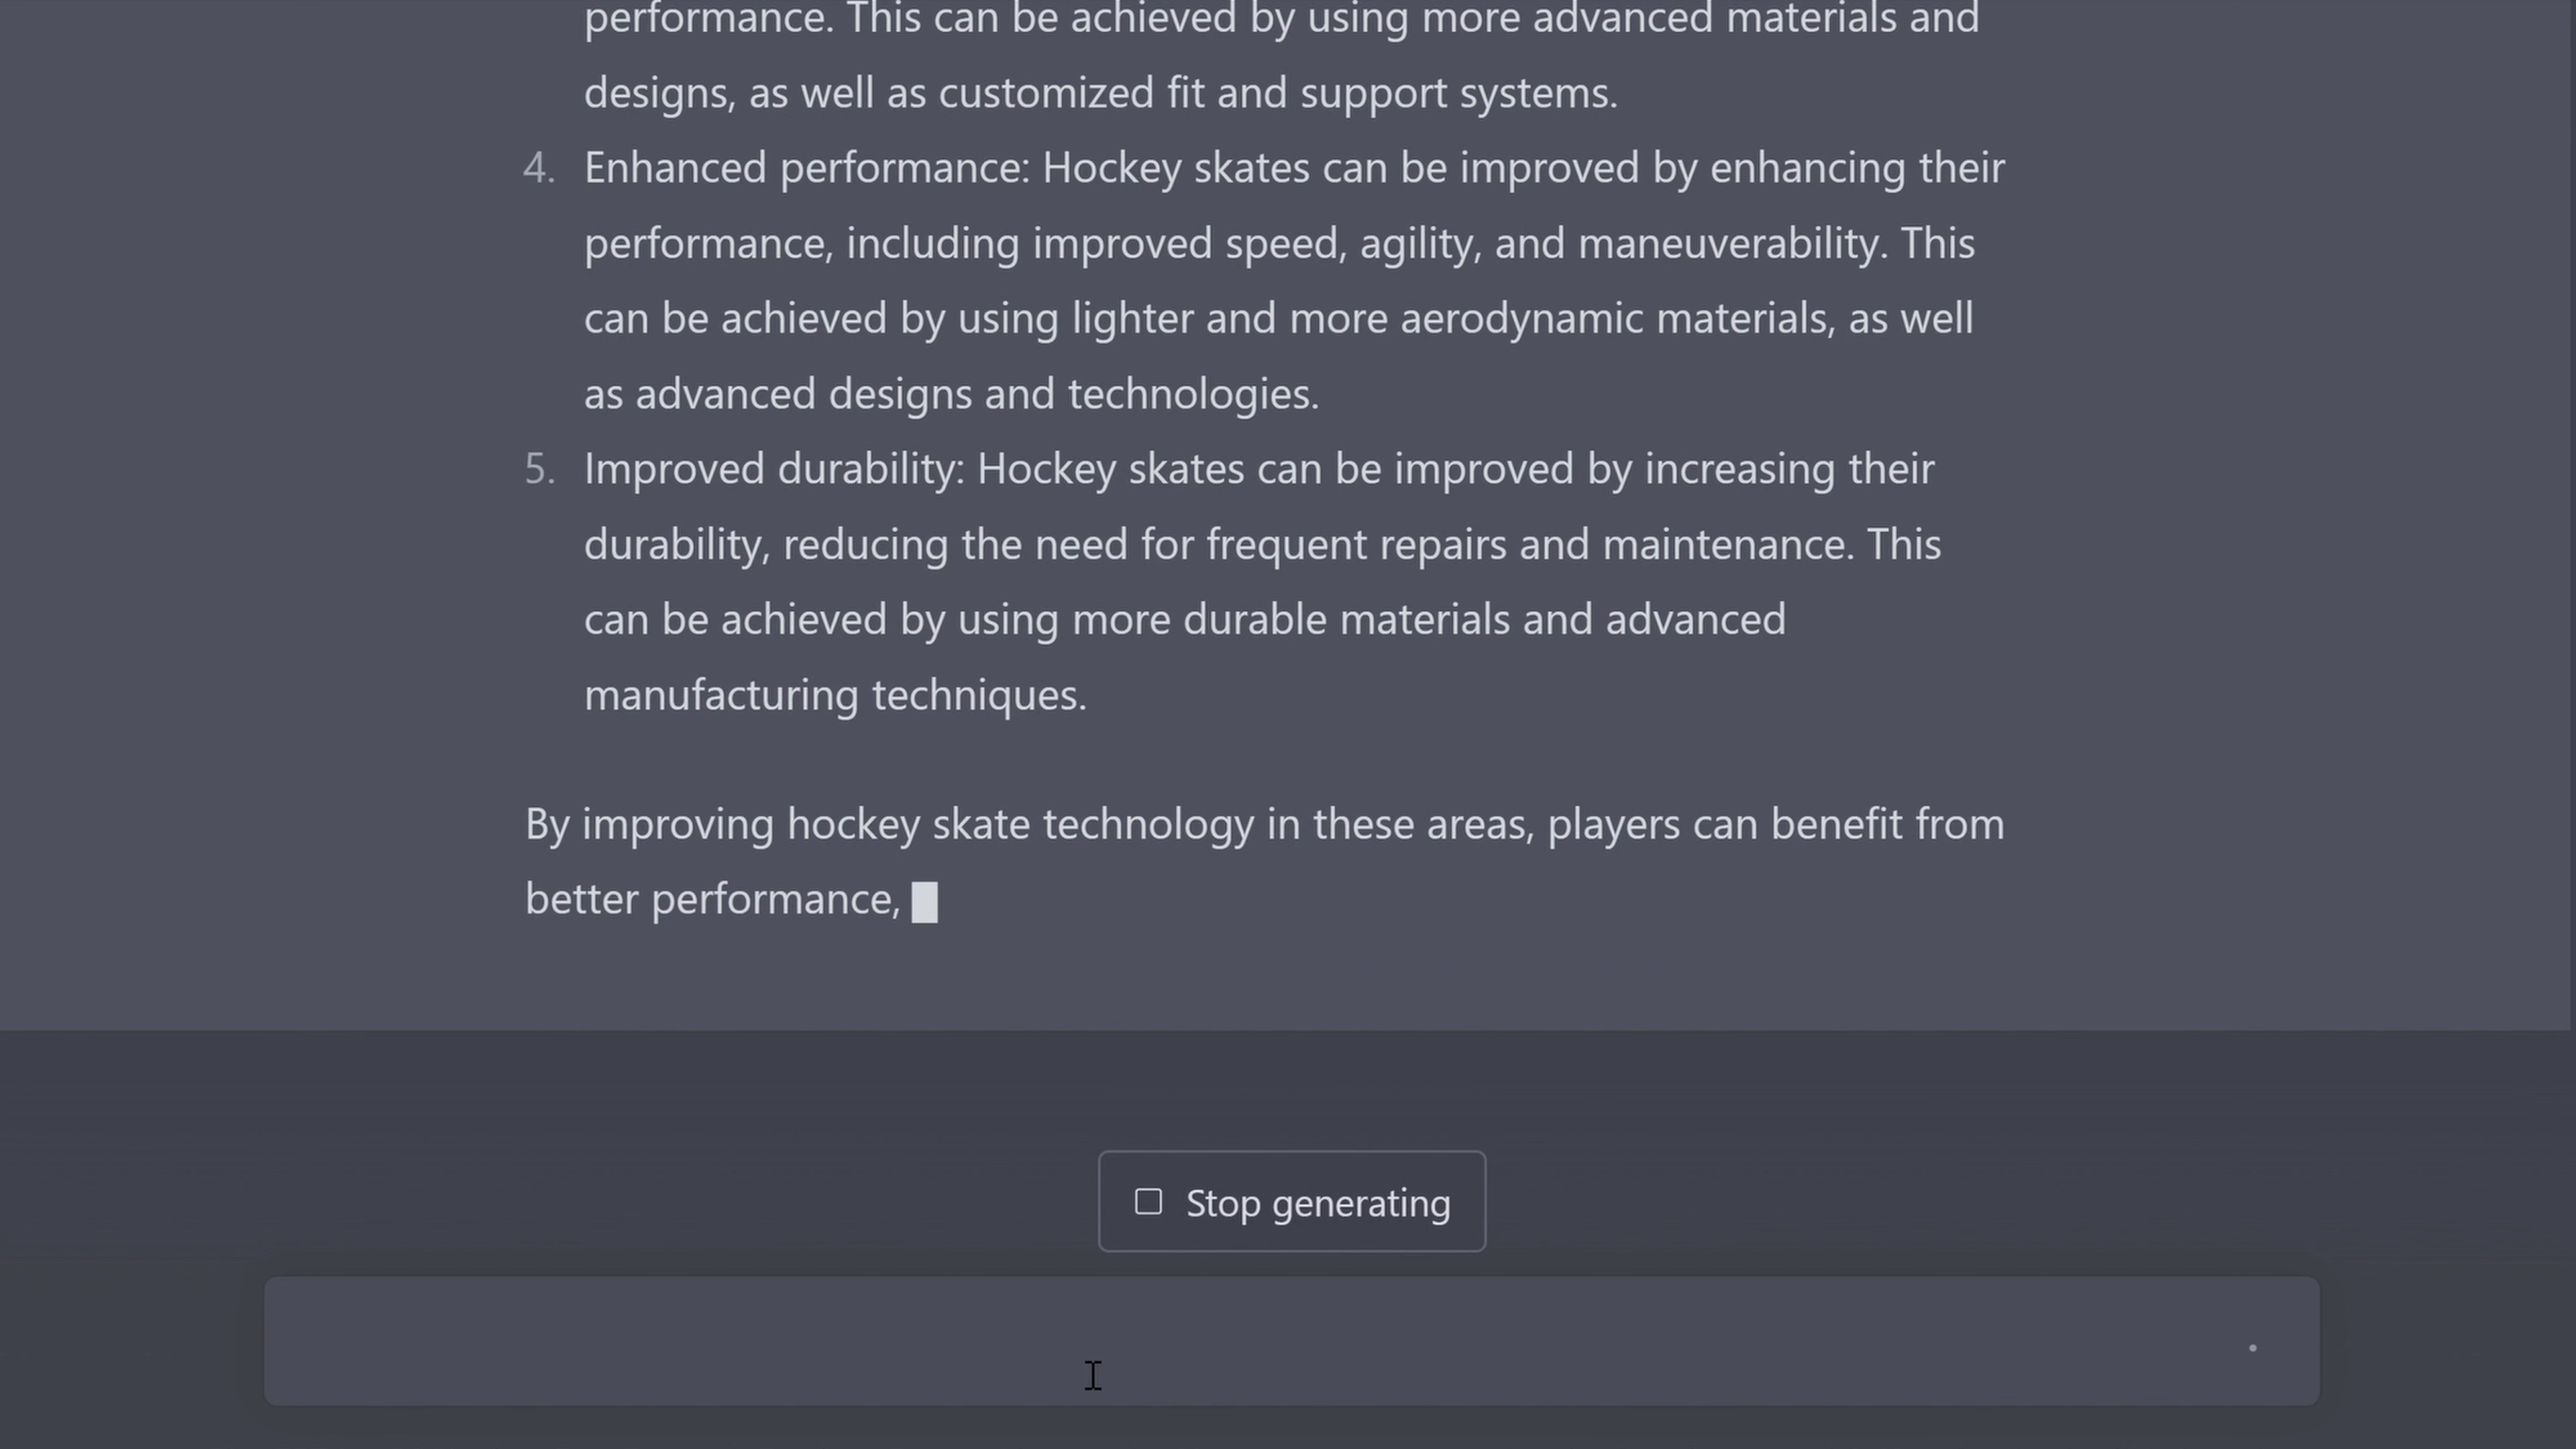 performance. This can be achieved by using more advanced materials and
designs, as well as customized fit and support systems.
4. Enhanced performance: Hockey skates can be improved by enhancing their
performance, including improved speed, agility, and maneuverability. This
can be achieved by using lighter and more aerodynamic materials, as well
as advanced designs and technologies.
5. Improved durability: Hockey skates can be improved by increasing their
durability, reducing the need for frequent repairs and maintenance. This
can be achieved by using more durable materials and advanced
manufacturing techniques.
By improving hockey skate technology in these areas, players can benefit from
better performance,
Stop generating